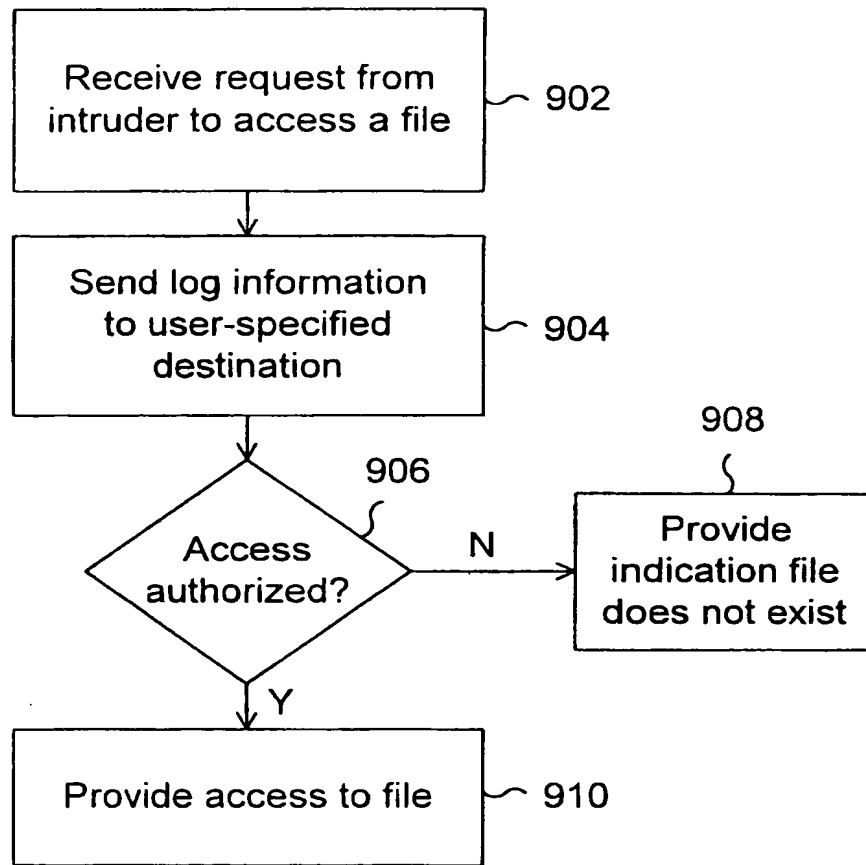 Receive request from
intruder to access a file
902
Send log information
to user-specified
destination
904
906
Access
authorized?
N
908
Provide
indication file
does not exist
Y
Provide access to file
910